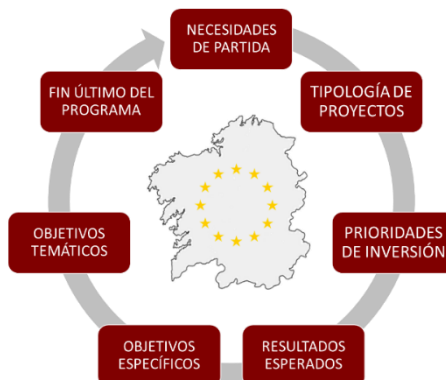 NECESIDADES
DE PARTIDA
TIPOLOGÍA DE
PROYECTOS
PRIORIDADES
DE INVERSIÓN
RESULTADOS
ESPERADOS
OBJETIVOS
ESPECÍFICOS
OBJETIVOS
TEMÁTICOS
FIN ÚLTIMO DEL
PROGRAMA